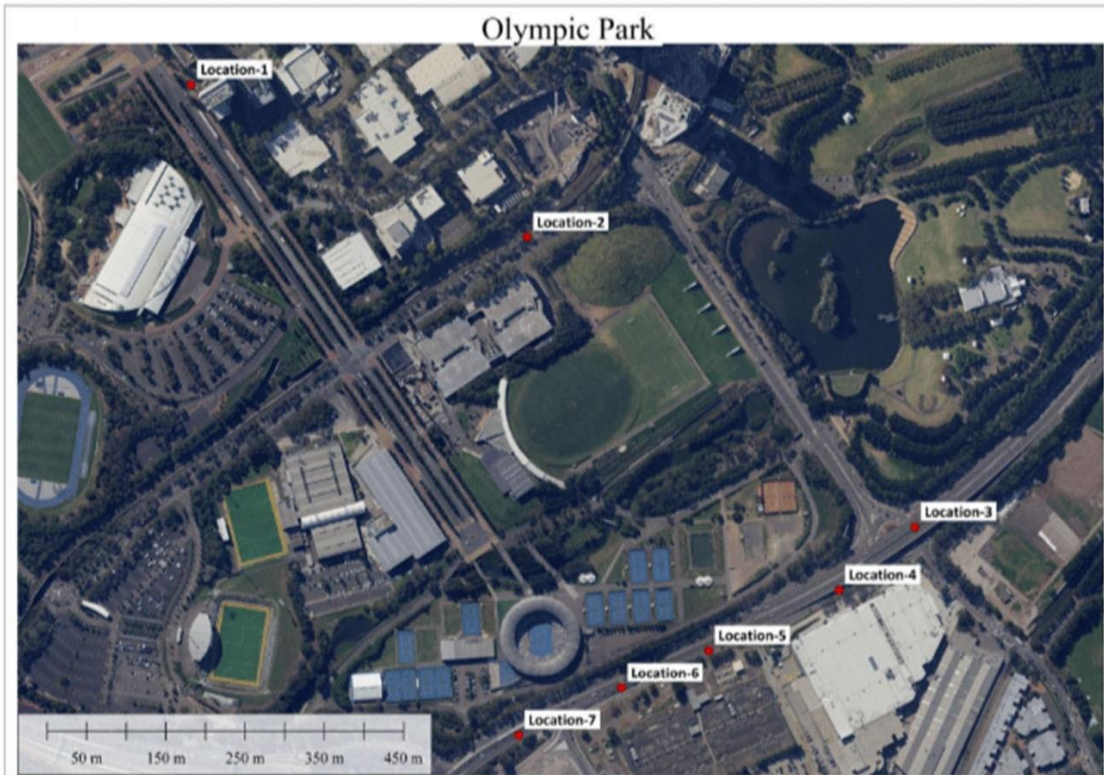 Olympic Park
Location-1
Location-2
Location-3
Location-4
Location-5
Location-6
Location-7
50 m 150 m 250 m 350 m 450 m